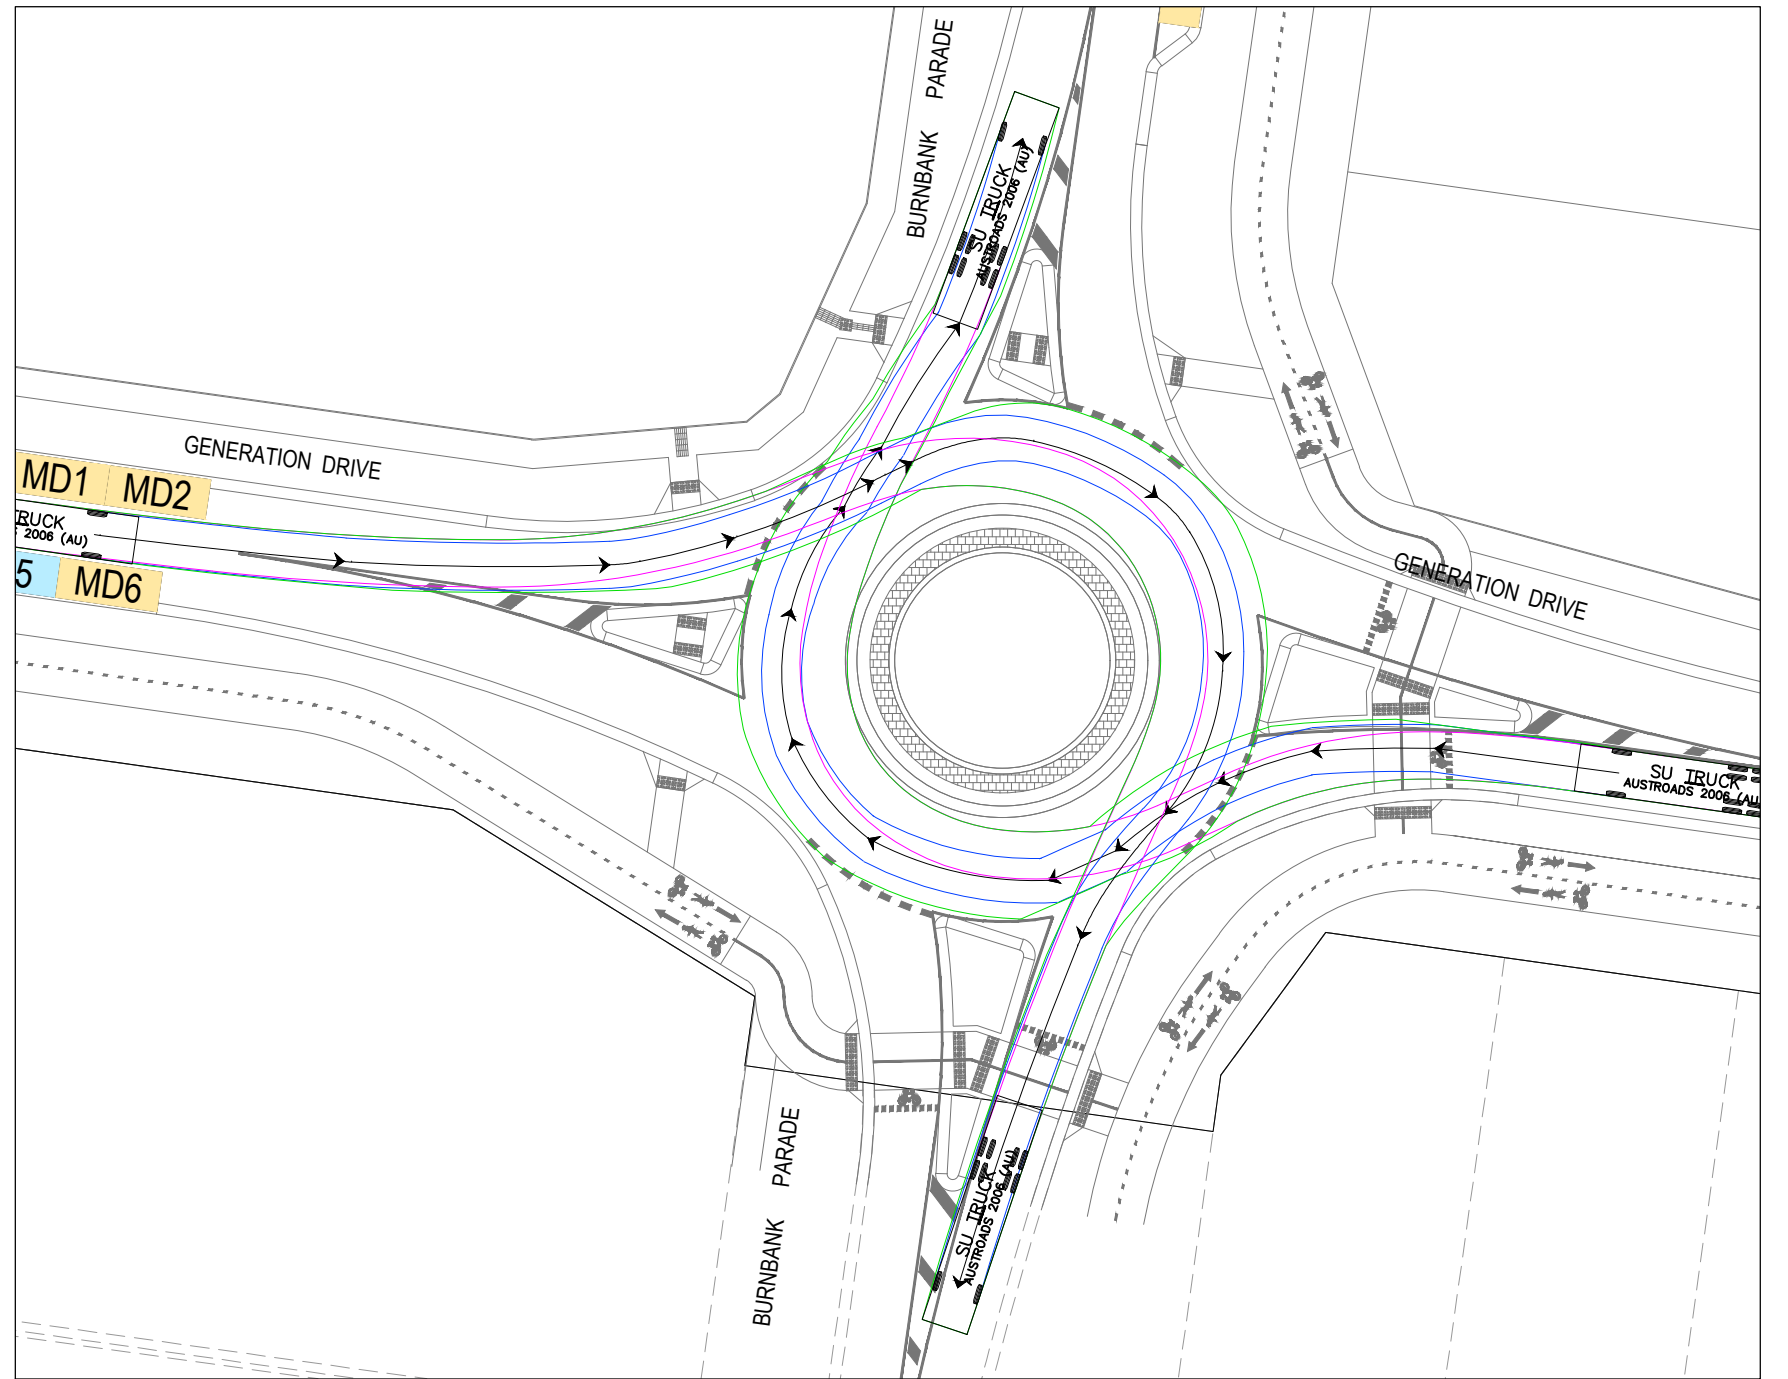 BURNBANK PARADE
SU TRUCK
AUSTROADS 2006 (AU)
GENERATION DRIVE
MD1 MD2
RUCK
2006 (AU)
5 MD6
GENERATION DRIVE
SU TRUCK
AUSTROADS 2006 (AU
BURNBANK PARADE
SU TRUCK
AUSTROADS 2006 (AU)